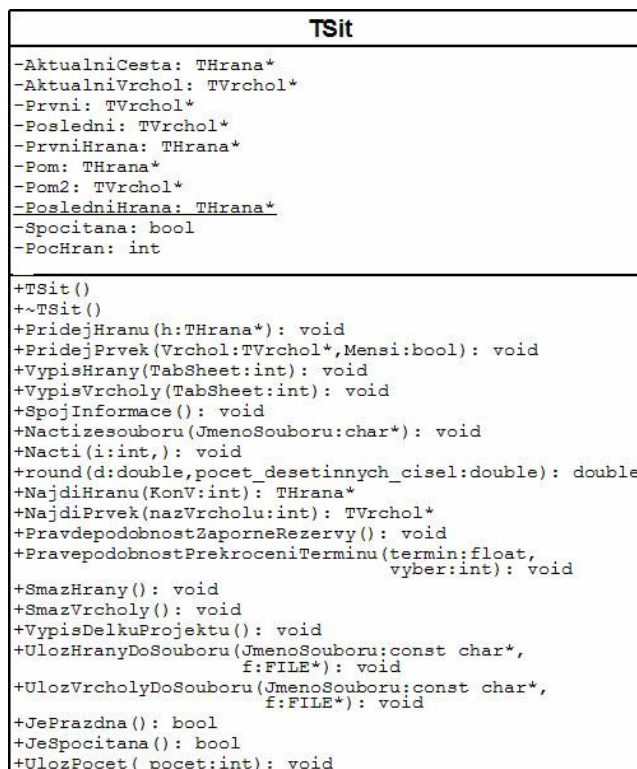 TSit
-AktualniCesta: THrana*
-AktualniVrchol: TVrchol*
-Prvni: TVrchol*
-Posledni: TVrchol*
-PrvniHrana: THrana*
-Pom: THrana*
-Pom2: TVrchol*
-PosledniHrana: THrana*
-Spocitana: bool
-PocHran: int
+TSit()
+~TSit()
+PridejHranu(h:THrana*): void
+PridejPrvek(Vrchol:TVrchol*,Mensi:bool): void
+VypisHrany(TabSheet:int): void
+VypisVrcholy(TabSheet:int): void
+SpojInformace(): void
+Nactizesouboru(JmenoSouboru:char*): void
+Nacti(i:int,): void
+round(d:double,pocet_desetinnych_cisel:double): double
+NajdiHranu(KonV:int): THrana*
+NajdiPrvek(nazVrcholu:int): TVrchol*
+PravdepodobnostZaporneRezervy(): void
+PravepodobnostPrekroceniTerminu(termin:float,
vyber:int): void
+SmazHrany(): void
+SmazVrcholy(): void
+VypisDelkuProjektu(): void
+UlozHranyDoSouboru(JmenoSouboru:const char*,
f:FILE*): void
+UlozVrcholyDoSouboru(JmenoSouboru:const char*,
f:FILE*): void
+JePrazdna(): bool
+JeSpocitana(): bool
+UlozPocet( pocet:int): void